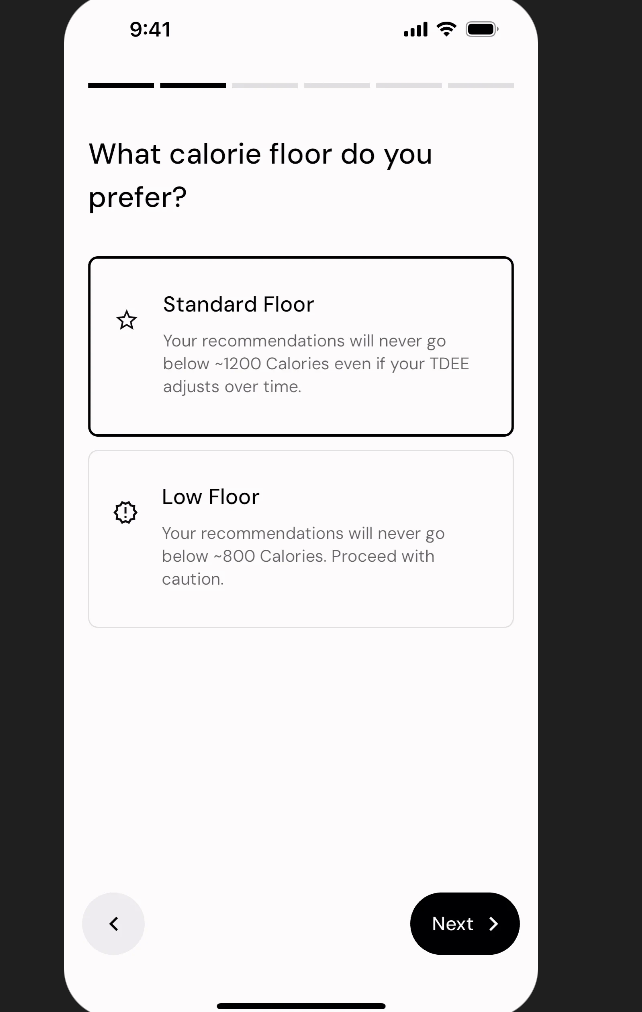 9:41
What calorie floor do you
prefer?
Standard Floor
Your recommendations will never go
below ~1200 Calories even if your TDEE
adjusts over time.
Low Floor
Your recommendations will never go
below ~800 Calories. Proceed with
caution.
Next